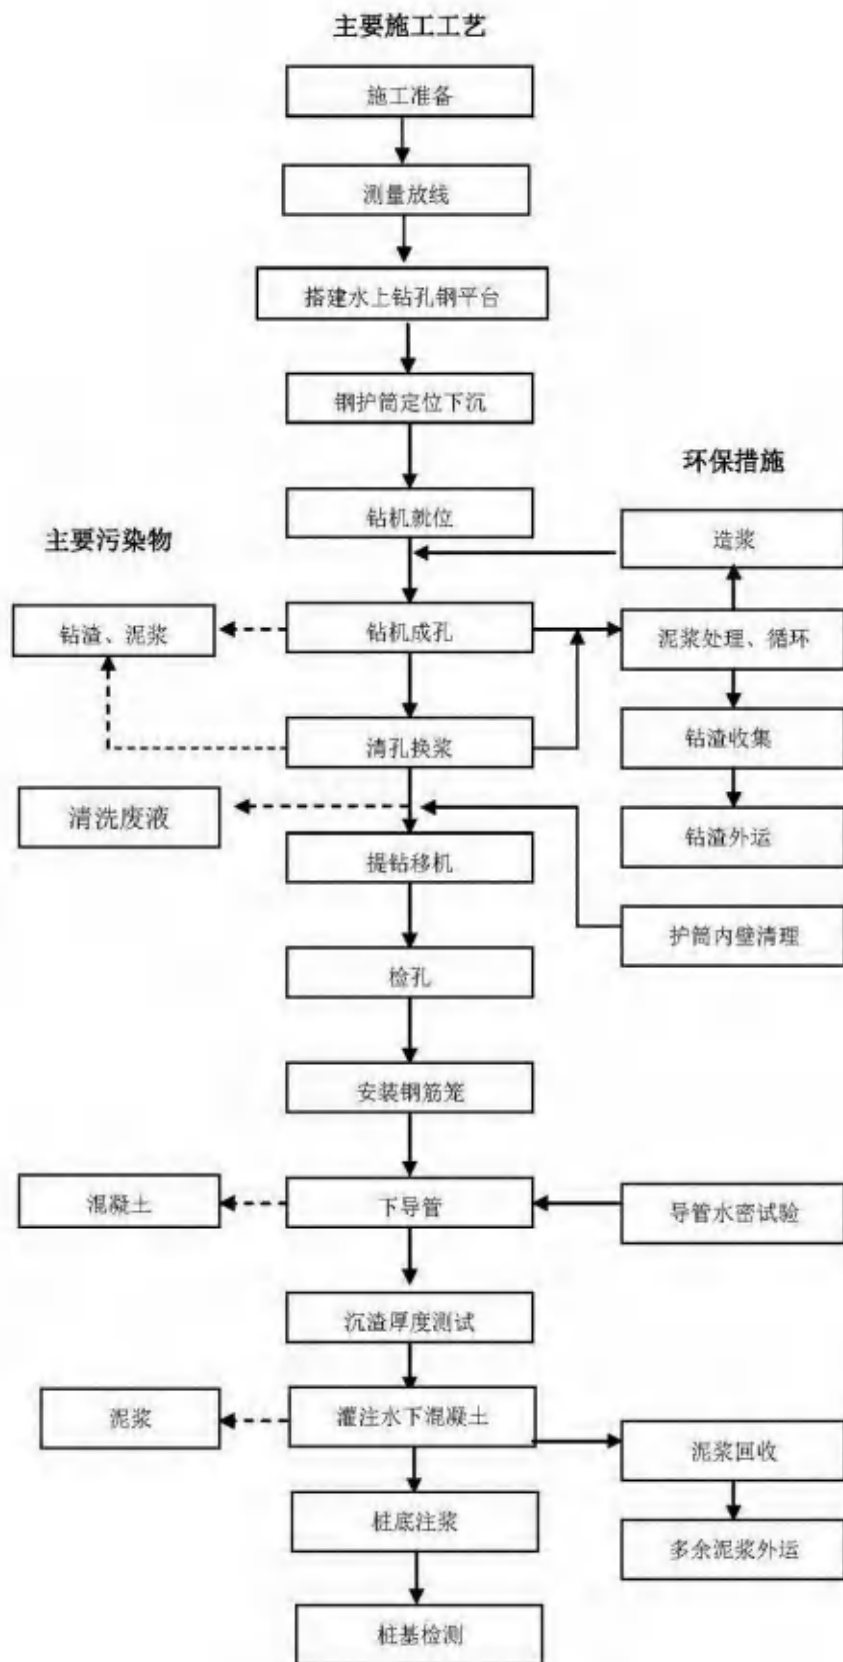 主要施工工艺
施工准备
测量放线
搭建水上钻孔钢平台
钢护筒定位下沉
环保措施
钻机就位
造浆
主要污染物
钻渣、泥浆
钻机成孔
泥浆处理、循环
清孔换浆
钻渣收集
清洗废液
钻渣外运
提钻移机
护筒内壁清理
检孔
安装钢筋笼
混凝土
下导管
导管水密试验
沉渣厚度测试
泥浆
灌注水下混凝土
泥浆回收
桩底注浆
多余泥浆外运
桩基检测